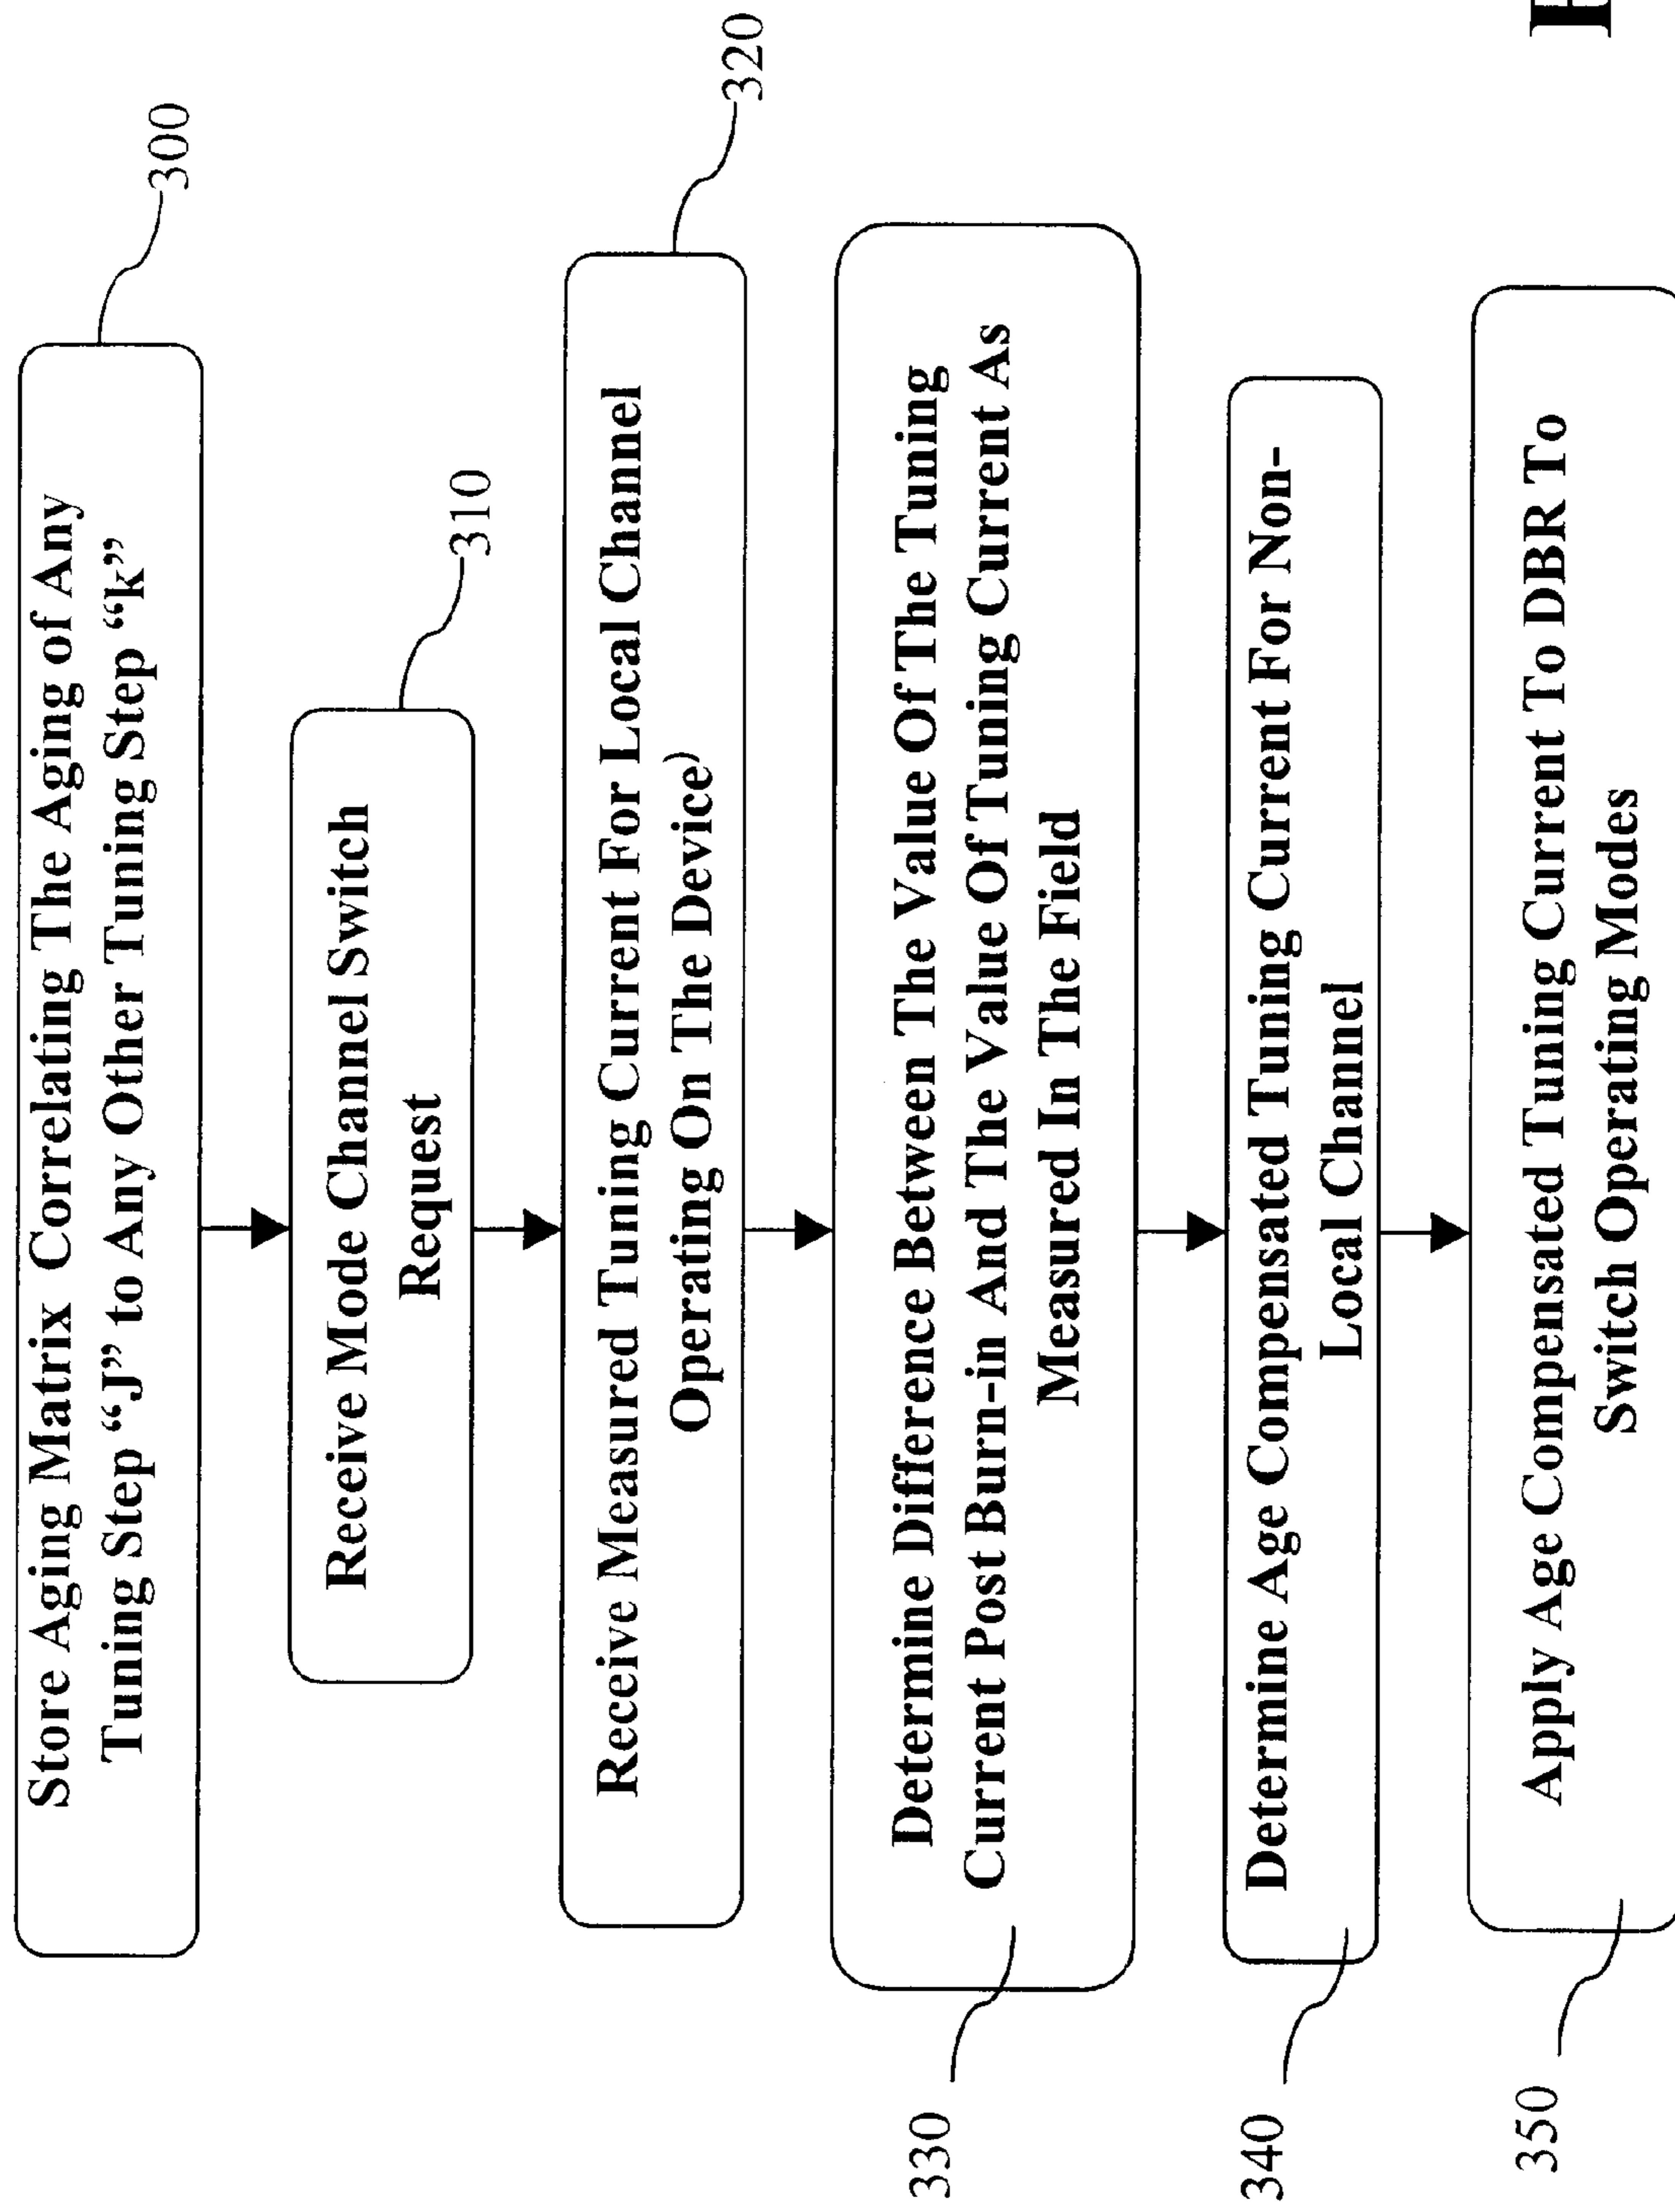 Store Aging Matrix Correlating The Aging of Any
Tuning Step “J” to Any Other Tuning Step “k”
300
Receive Mode Channel Switch
Request
310
Receive Measured Tuning Current For Local Channel
Operating On The Device)
320
Determine Difference Between The Value Of The Tuning
Current Post Burn-in And The Value Of Tuning Current As
Measured In The Field
330
Determine Age Compensated Tuning Current For Non-
Local Channel
340
Apply Age Compensated Tuning Current To DBR To
Switch Operating Modes
350